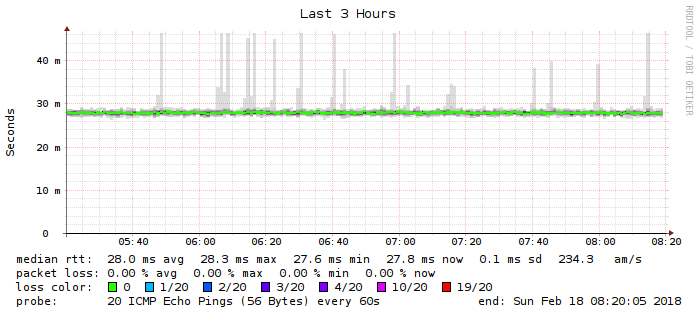 Last 3 Hours
RRDTOOL / TOBI OETIKER
Seconds
40 m
30 m
20 m
10 m
0
05:40 06:00 06:20 06:40 07:00 07:20 07:40 08:00 08:20
median rtt: 28.0 ms avg 28.3 ms max 27.6 ms min 27.8 ms now 0.1 ms sd 234.3 am/s
packet loss: 0.00 % avg 0.00 % max 0.00 % min 0.00 % now
loss color: 0 1/20 2/20 3/20 4/20 10/20 19/20
probe: 20 ICMP Echo Pings (56 Bytes) every 60s end: Sun Feb 18 08:20:05 2018